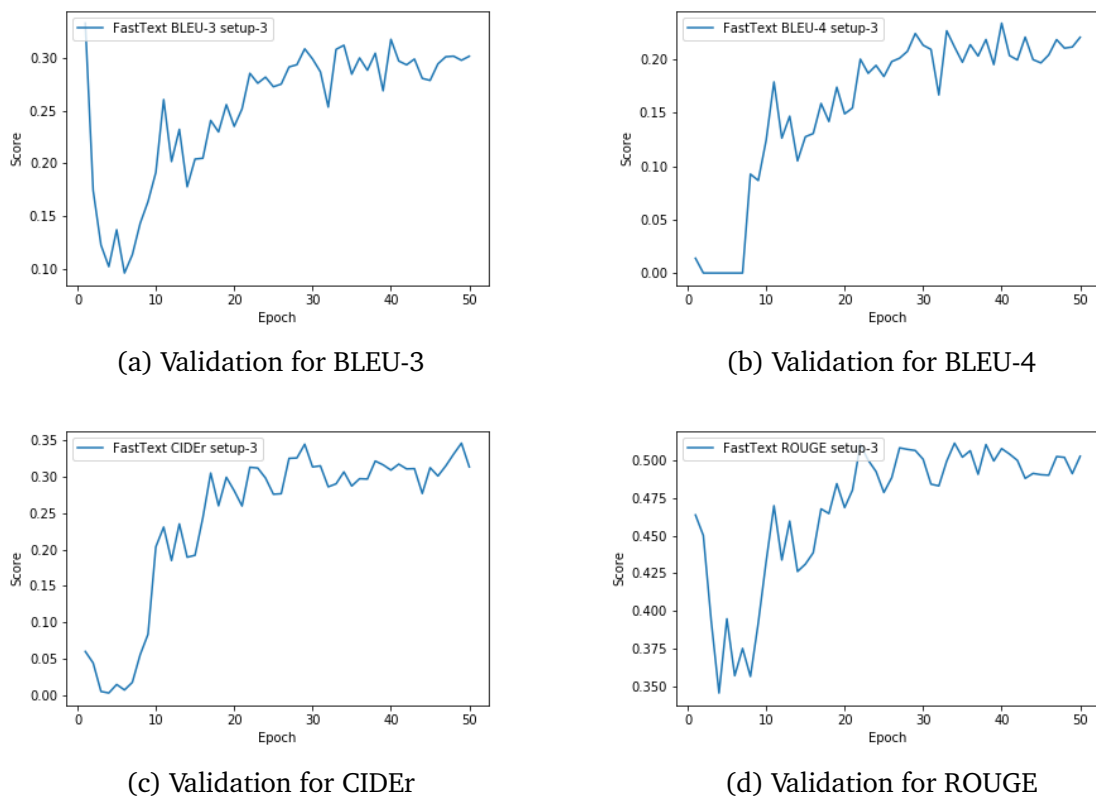 FastText BLEU-3 setup-3
0.30
0.25
0.20
0.15
0.10
Score
0 10 20 30 40 50
Epoch
(a) Validation for BLEU-3
FastText BLEU-4 setup-3
0.20
0.15
0.10
0.05
0.00
Score
0 10 20 30 40 50
Epoch
(b) Validation for BLEU-4
FastText CIDEr setup-3
0.35
0.30
0.25
0.20
0.15
0.10
0.05
0.00
Score
0 10 20 30 40 50
Epoch
(c) Validation for CIDEr
FastText ROUGE setup-3
0.500
0.475
0.450
0.425
0.400
0.375
0.350
Score
0 10 20 30 40 50
Epoch
(d) Validation for ROUGE